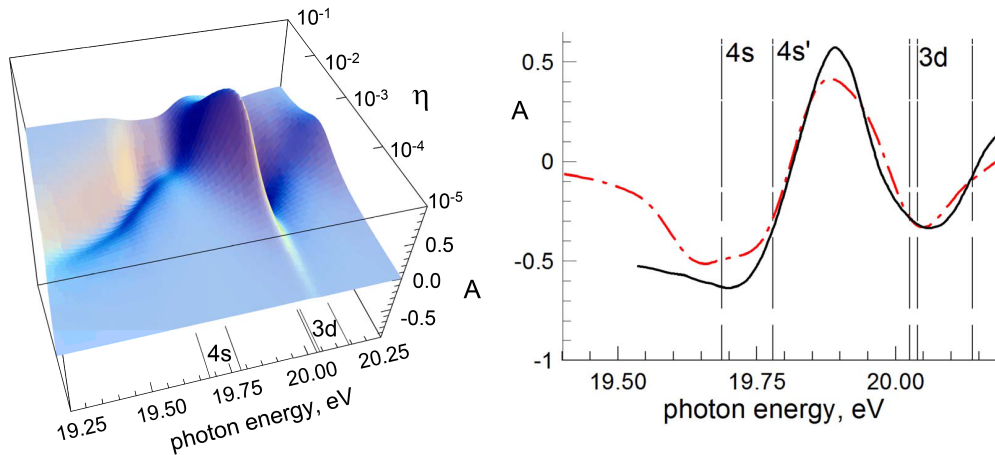 10⁻¹
10⁻²
10⁻³
η
10⁻⁴
10⁻⁵
0.5
0.0
A
-0.5
4s
3d
19.25
19.50
19.75
20.00
20.25
photon energy, eV
0.5
0
-0.5
-1
A
4s
4s'
3d
19.50
19.75
20.00
photon energy, eV